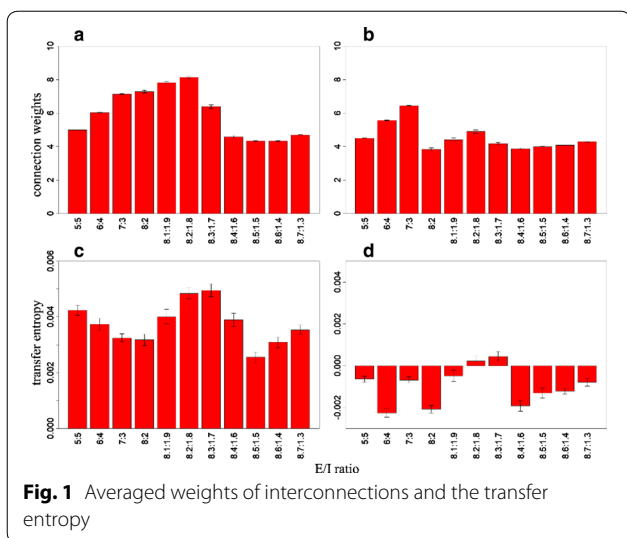 a
b
connection weights
0 2 4 6 8 10
0 2 4 6 8 10
5:5 6:4 7:3 8:2 8.1:1.9 8.2:1.8 8.3:1.7 8.4:1.6 8.5:1.5 8.6:1.4 8.7:1.3
5:5 6:4 7:3 8:2 8.1:1.9 8.2:1.8 8.3:1.7 8.4:1.6 8.5:1.5 8.6:1.4 8.7:1.3
c
d
transfer entropy
0.000 0.002 0.004 0.006
-0.002 0.000 0.002 0.004
5:5 6:4 7:3 8:2 8.1:1.9 8.2:1.8 8.3:1.7 8.4:1.6 8.5:1.5 8.6:1.4 8.7:1.3
5:5 6:4 7:3 8:2 8.1:1.9 8.2:1.8 8.3:1.7 8.4:1.6 8.5:1.5 8.6:1.4 8.7:1.3
E/I ratio
Fig. 1 Averaged weights of interconnections and the transfer
entropy